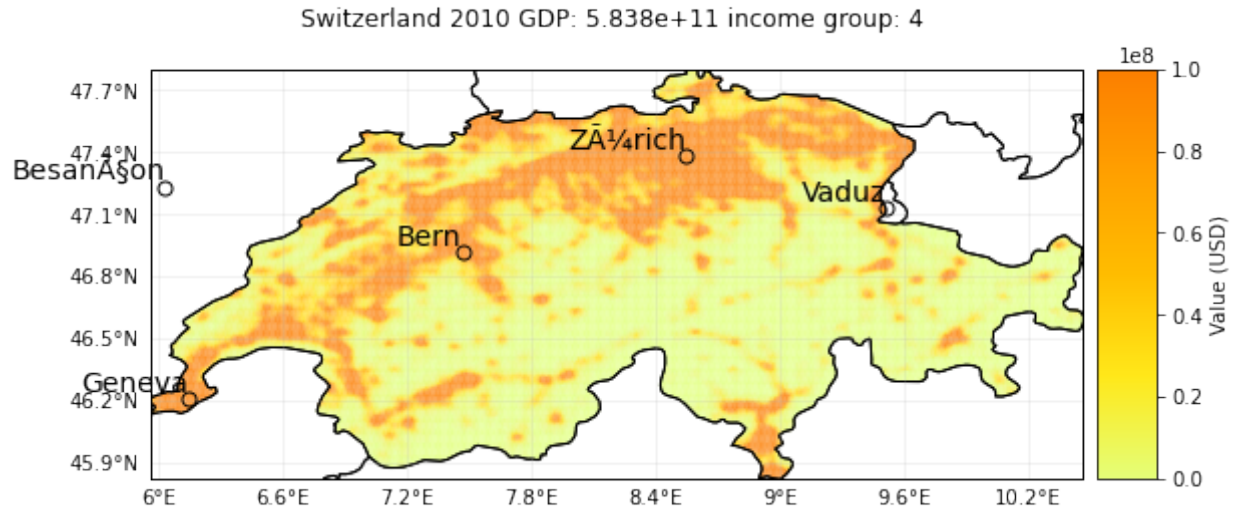 Switzerland 2010 GDP: 5.838e+11 income group: 4
1e8
47.7°N
47.4°N
47.1°N
46.8°N
46.5°N
46.2°N
45.9°N
BesanÃ§on
ZÃ¼rich
Vaduz
Bern
Geneva
6°E
6.6°E
7.2°E
7.8°E
8.4°E
9°E
9.6°E
10.2°E
1.0
0.8
0.6
0.4
0.2
0.0
Value (USD)